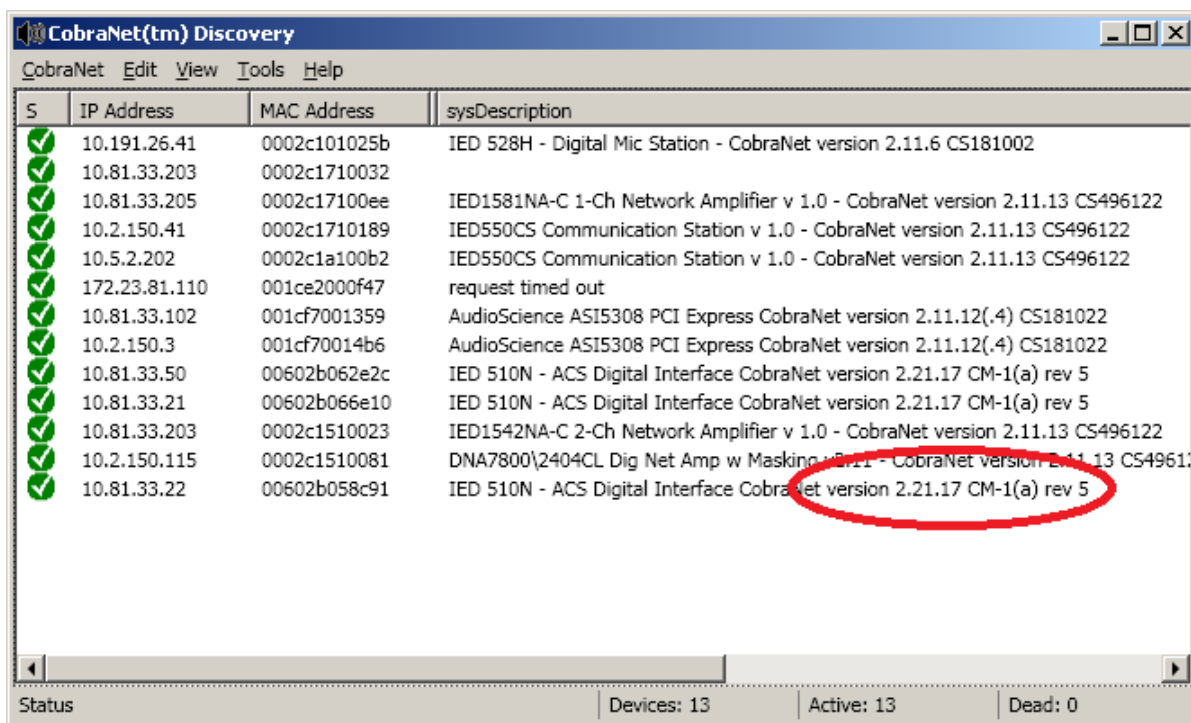 CobraNet(tm) Discovery
CobraNet Edit View Tools Help
S IP Address MAC Address sysDescription
10.191.26.41 0002c101025b IED 528H - Digital Mic Station - CobraNet version 2.11.6 CS181002
10.81.33.203 0002c1710032
10.81.33.205 0002c17100ee IED1581NA-C 1-Ch Network Amplifier v 1.0 - CobraNet version 2.11.13 CS496122
10.2.150.41 0002c1710189 IED550CS Communication Station v 1.0 - CobraNet version 2.11.13 CS496122
10.5.2.202 0002c1a100b2 IED550CS Communication Station v 1.0 - CobraNet version 2.11.13 CS496122
172.23.81.110 001ce2000f47 request timed out
10.81.33.102 001cf7001359 AudioScience ASI5308 PCI Express CobraNet version 2.11.12(.4) CS181022
10.2.150.3 001cf70014b6 AudioScience ASI5308 PCI Express CobraNet version 2.11.12(.4) CS181022
10.81.33.50 00602b062e2c IED 510N - ACS Digital Interface CobraNet version 2.21.17 CM-1(a) rev 5
10.81.33.21 00602b066e10 IED 510N - ACS Digital Interface CobraNet version 2.21.17 CM-1(a) rev 5
10.81.33.203 0002c1510023 IED1542NA-C 2-Ch Network Amplifier v 1.0 - CobraNet version 2.11.13 CS496122
10.2.150.115 0002c1510081 DNA7800\2404CL Dig Net Amp w Masking - CobraNet version 2.11.13 CS4961
10.81.33.22 00602b058c91 IED 510N - ACS Digital Interface CobraNet version 2.21.17 CM-1(a) rev 5
Status Devices: 13 Active: 13 Dead: 0